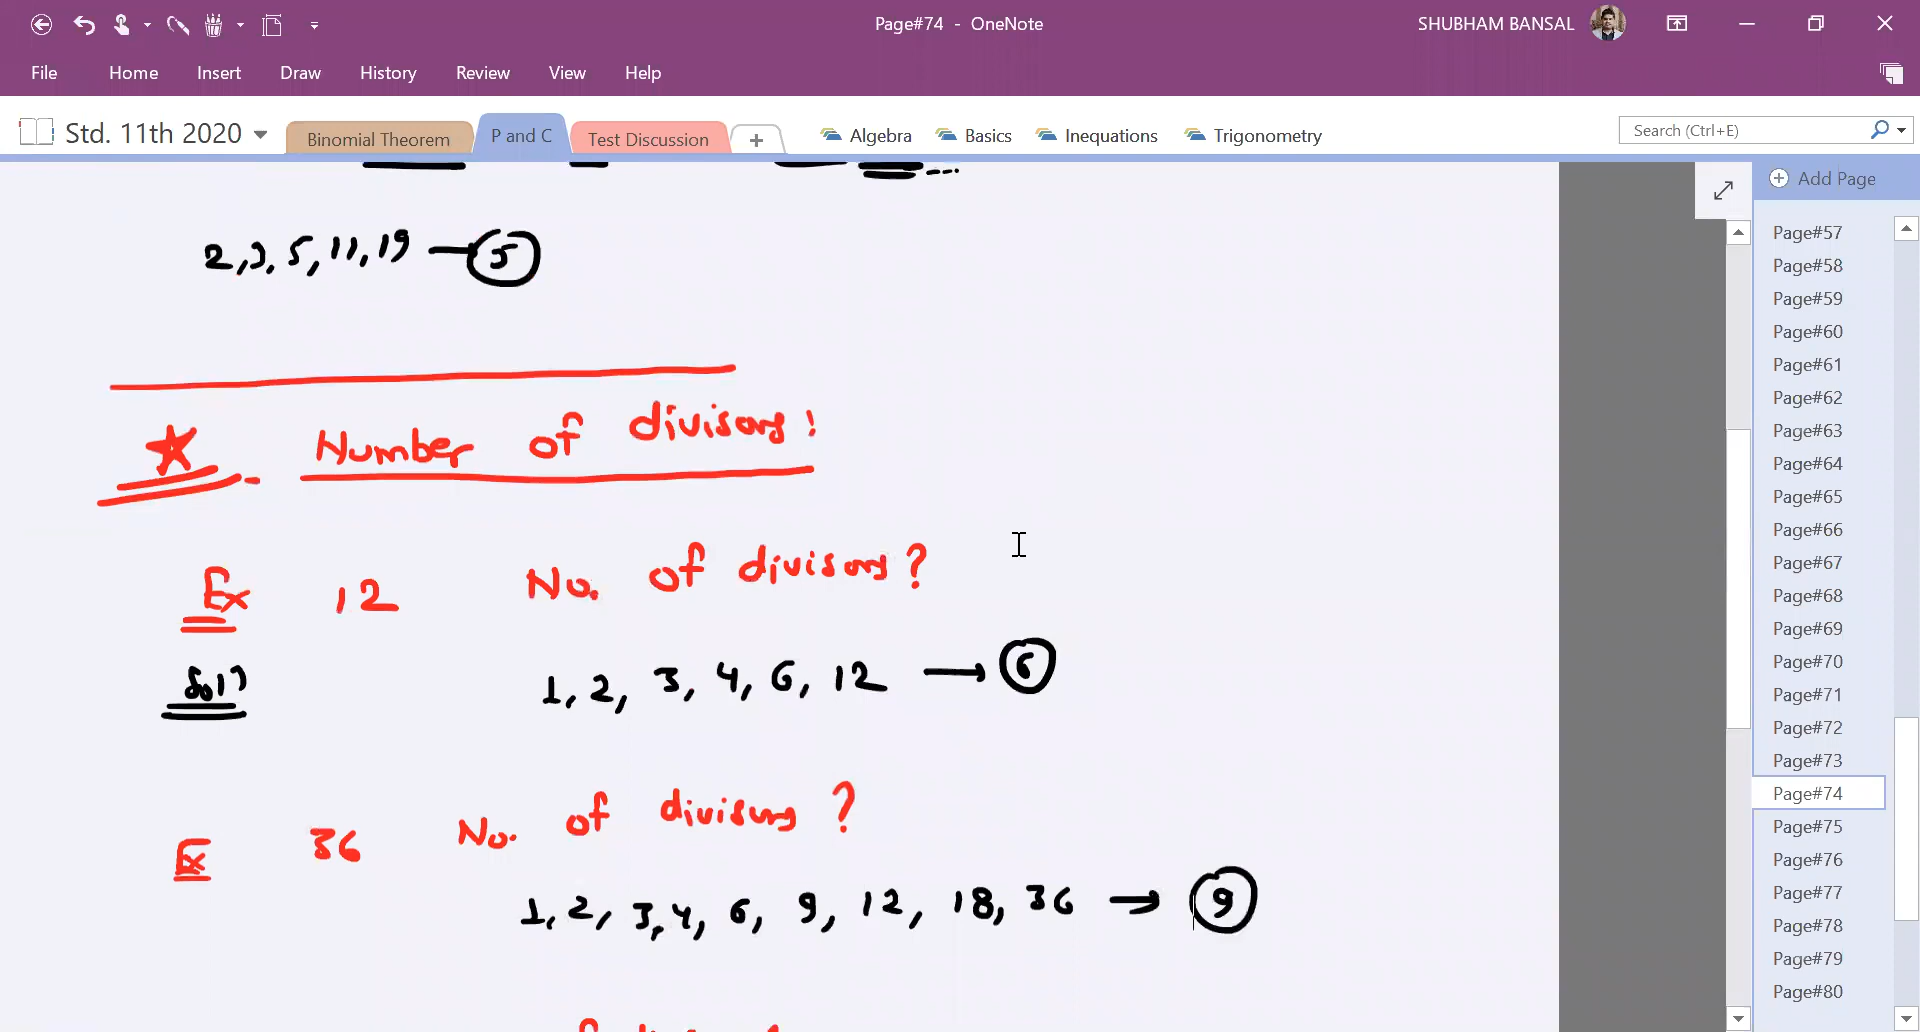 Page#74 - OneNote
SHUBHAM BANSAL
File Home Insert Draw History Review View Help
Std. 11th 2020
Binomial Theorem
P and C
Test Discussion
+
Algebra
Basics
Inequations
Trigonometry
Search (Ctrl+E)
Add Page
2, 3, 5, 11, 19 — 5
Number of divisors:
Ex 12 No. of divisors?
Sol?
1, 2, 3, 4, 6, 12 → 6
Ex 36 No. of divisors?
1, 2, 3, 4, 6, 9, 12, 18, 36 → 9
Page#57
Page#58
Page#59
Page#60
Page#61
Page#62
Page#63
Page#64
Page#65
Page#66
Page#67
Page#68
Page#69
Page#70
Page#71
Page#72
Page#73
Page#74
Page#75
Page#76
Page#77
Page#78
Page#79
Page#80